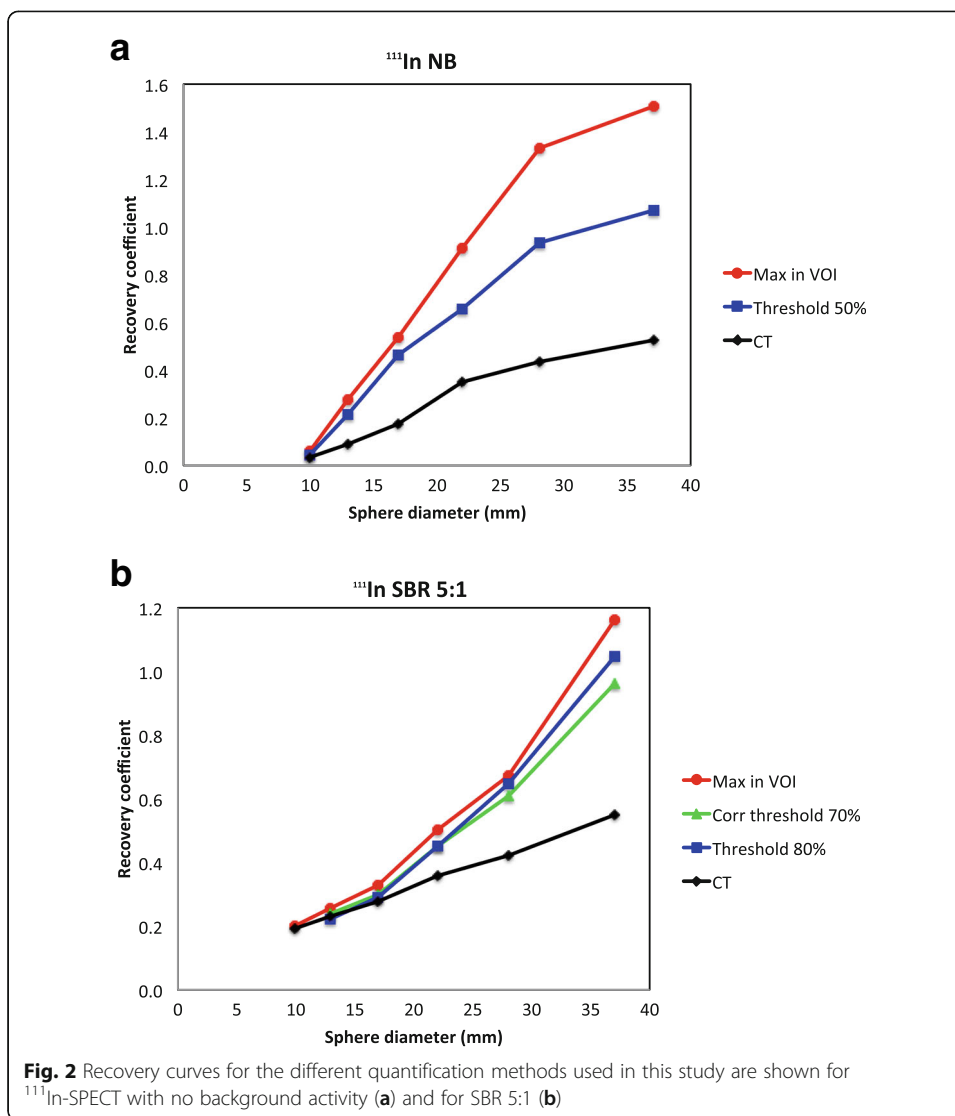 a
¹¹¹In NB
1.6
1.4
1.2
1.0
0.8
0.6
0.4
0.2
0.0
Recovery coefficient
0 5 10 15 20 25 30 35 40
Sphere diameter (mm)
Max in VOI
Threshold 50%
CT
b
¹¹¹In SBR 5:1
1.2
1.0
0.8
0.6
0.4
0.2
0.0
Recovery coefficient
0 5 10 15 20 25 30 35 40
Sphere diameter (mm)
Max in VOI
Corr threshold 70%
Threshold 80%
CT
Fig. 2 Recovery curves for the different quantification methods used in this study are shown for
¹¹¹In-SPECT with no background activity (a) and for SBR 5:1 (b)